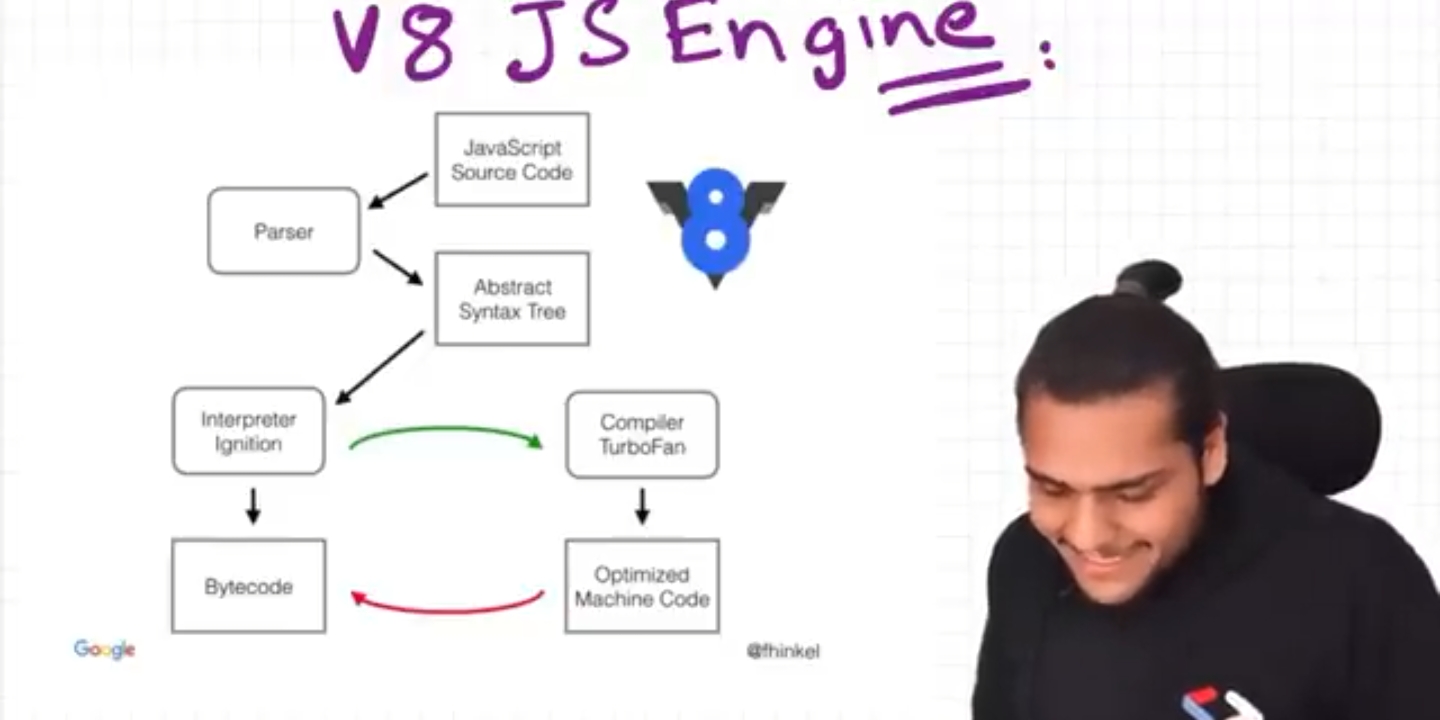 V8 JS Engine :
JavaScript
Source Code
Parser
Abstract
Syntax Tree
Interpreter
Ignition
Compiler
TurboFan
Bytecode
Optimized
Machine Code
Google
@fhinkel